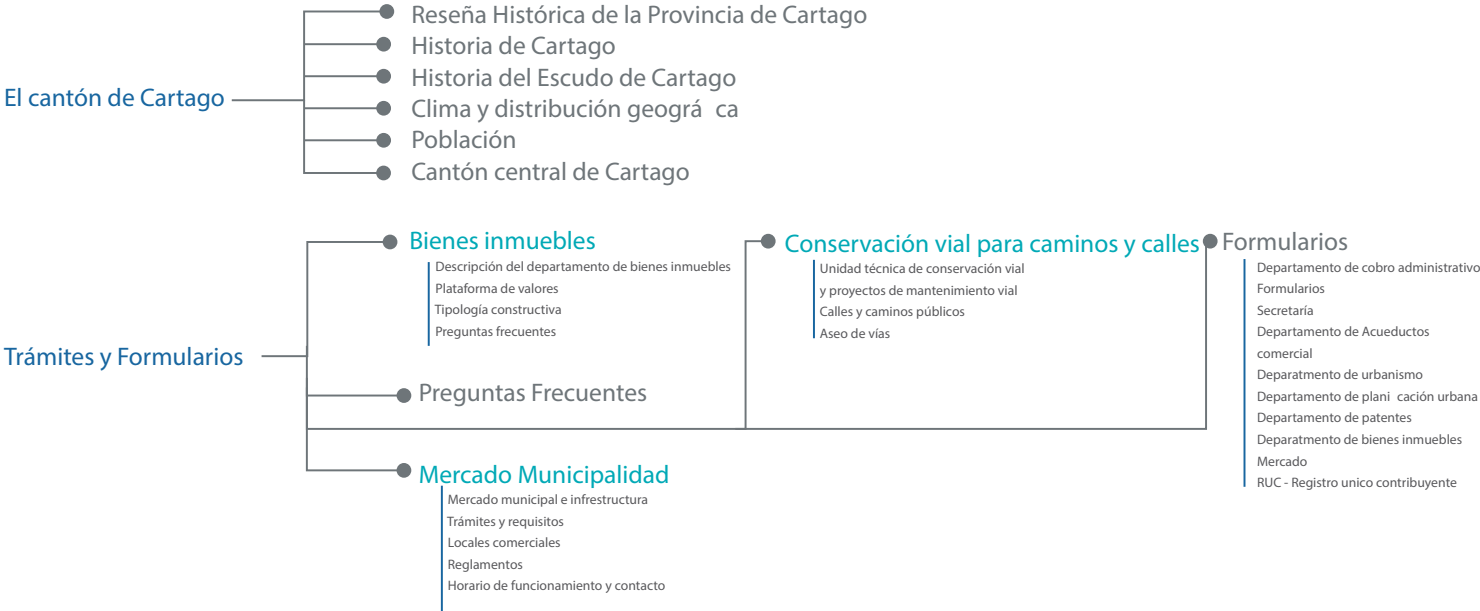 El cantón de Cartago
Reseña Histórica de la Provincia de Cartago
Historia de Cartago
Historia del Escudo de Cartago
Clima y distribución geográ ca
Población
Cantón central de Cartago
Trámites y Formularios
Bienes inmuebles
Descripción del departamento de bienes inmuebles
Plataforma de valores
Tipología constructiva
Preguntas frecuentes
Preguntas Frecuentes
Mercado Municipalidad
Mercado municipal e infrestructura
Trámites y requisitos
Locales comerciales
Reglamentos
Horario de funcionamiento y contacto
Conservación vial para caminos y calles
Unidad técnica de conservación vial
y proyectos de mantenimiento vial
Calles y caminos públicos
Aseo de vías
Formularios
Departamento de cobro administrativo
Formularios
Secretaría
Departamento de Acueductos
comercial
Deparatmento de urbanismo
Departamento de plani cación urbana
Departamento de patentes
Deparatmento de bienes inmuebles
Mercado
RUC - Registro unico contribuyente